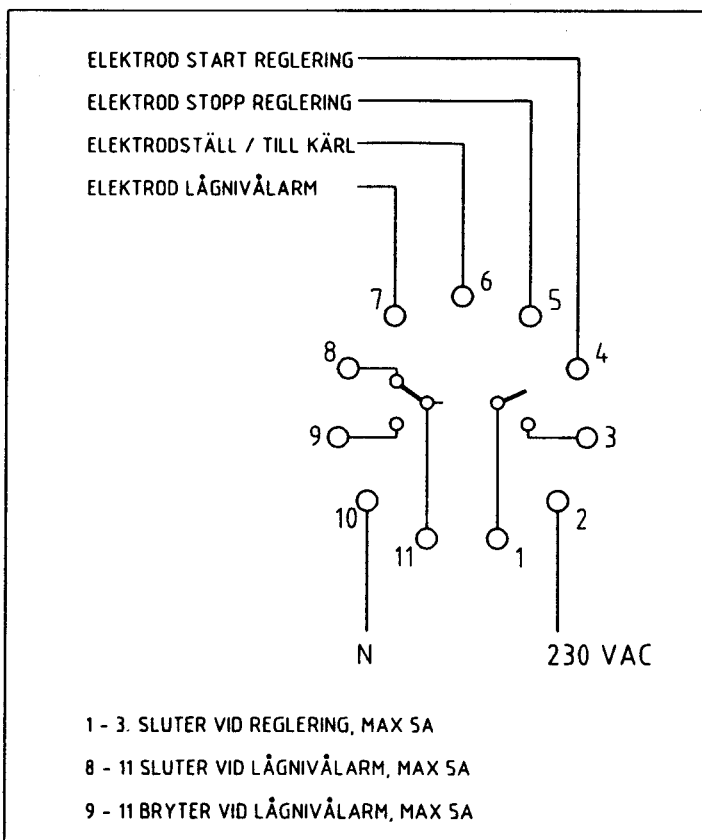 ELEKTROD START REGLERING
ELEKTROD STOPP REGLERING
ELEKTRODSTÄLL / TILL KÄRL
ELEKTROD LÅGNIVÅLARM
6
7
5
8
4
9
3
10
2
11
1
N
230 VAC
1 - 3. SLUTER VID REGLERING, MAX 5A
8 - 11 SLUTER VID LÅGNIVÅLARM, MAX 5A
9 - 11 BRYTER VID LÅGNIVÅLARM, MAX 5A